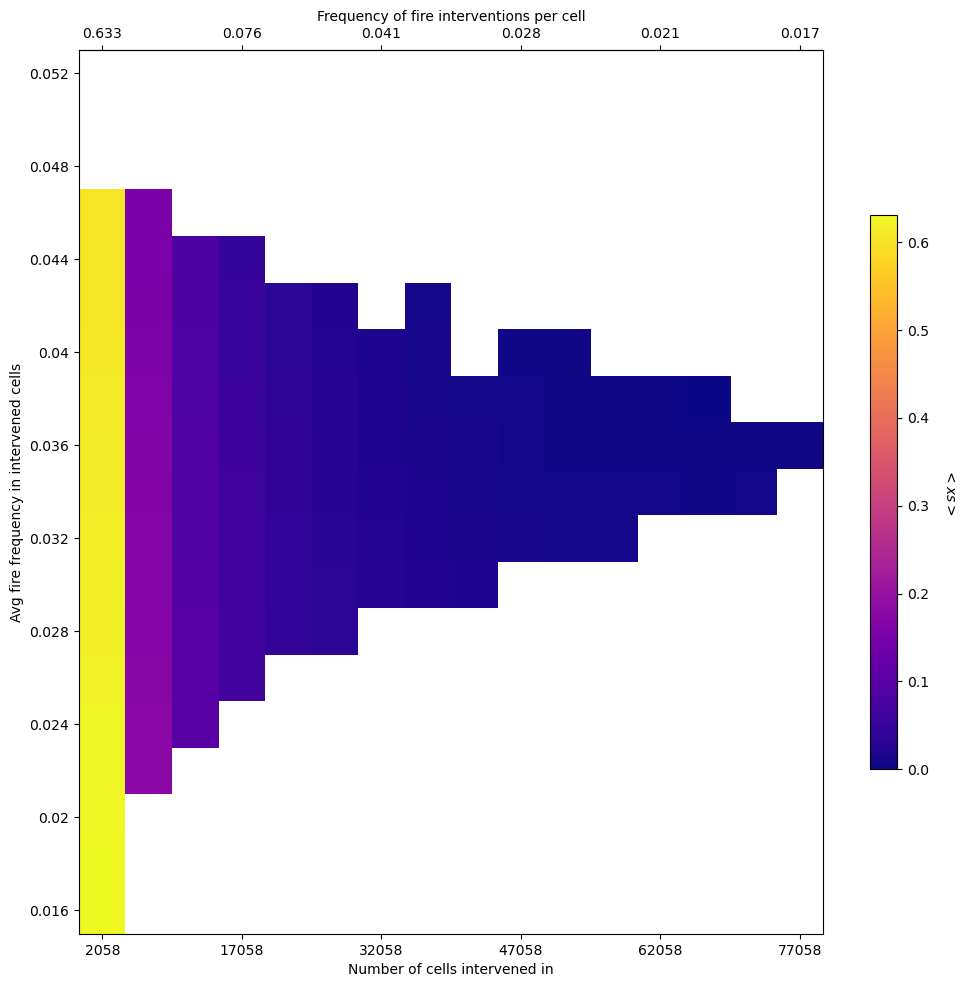 Frequency of fire interventions per cell
0.633 0.076 0.041 0.028 0.021 0.017
0.052
0.048
0.044
0.04
0.036
0.032
0.028
0.024
0.02
0.016
Avg fire frequency in intervened cells
2058 17058 32058 47058 62058 77058
Number of cells intervened in
0.6
0.5
0.4
0.3
0.2
0.1
0.0
< sx >